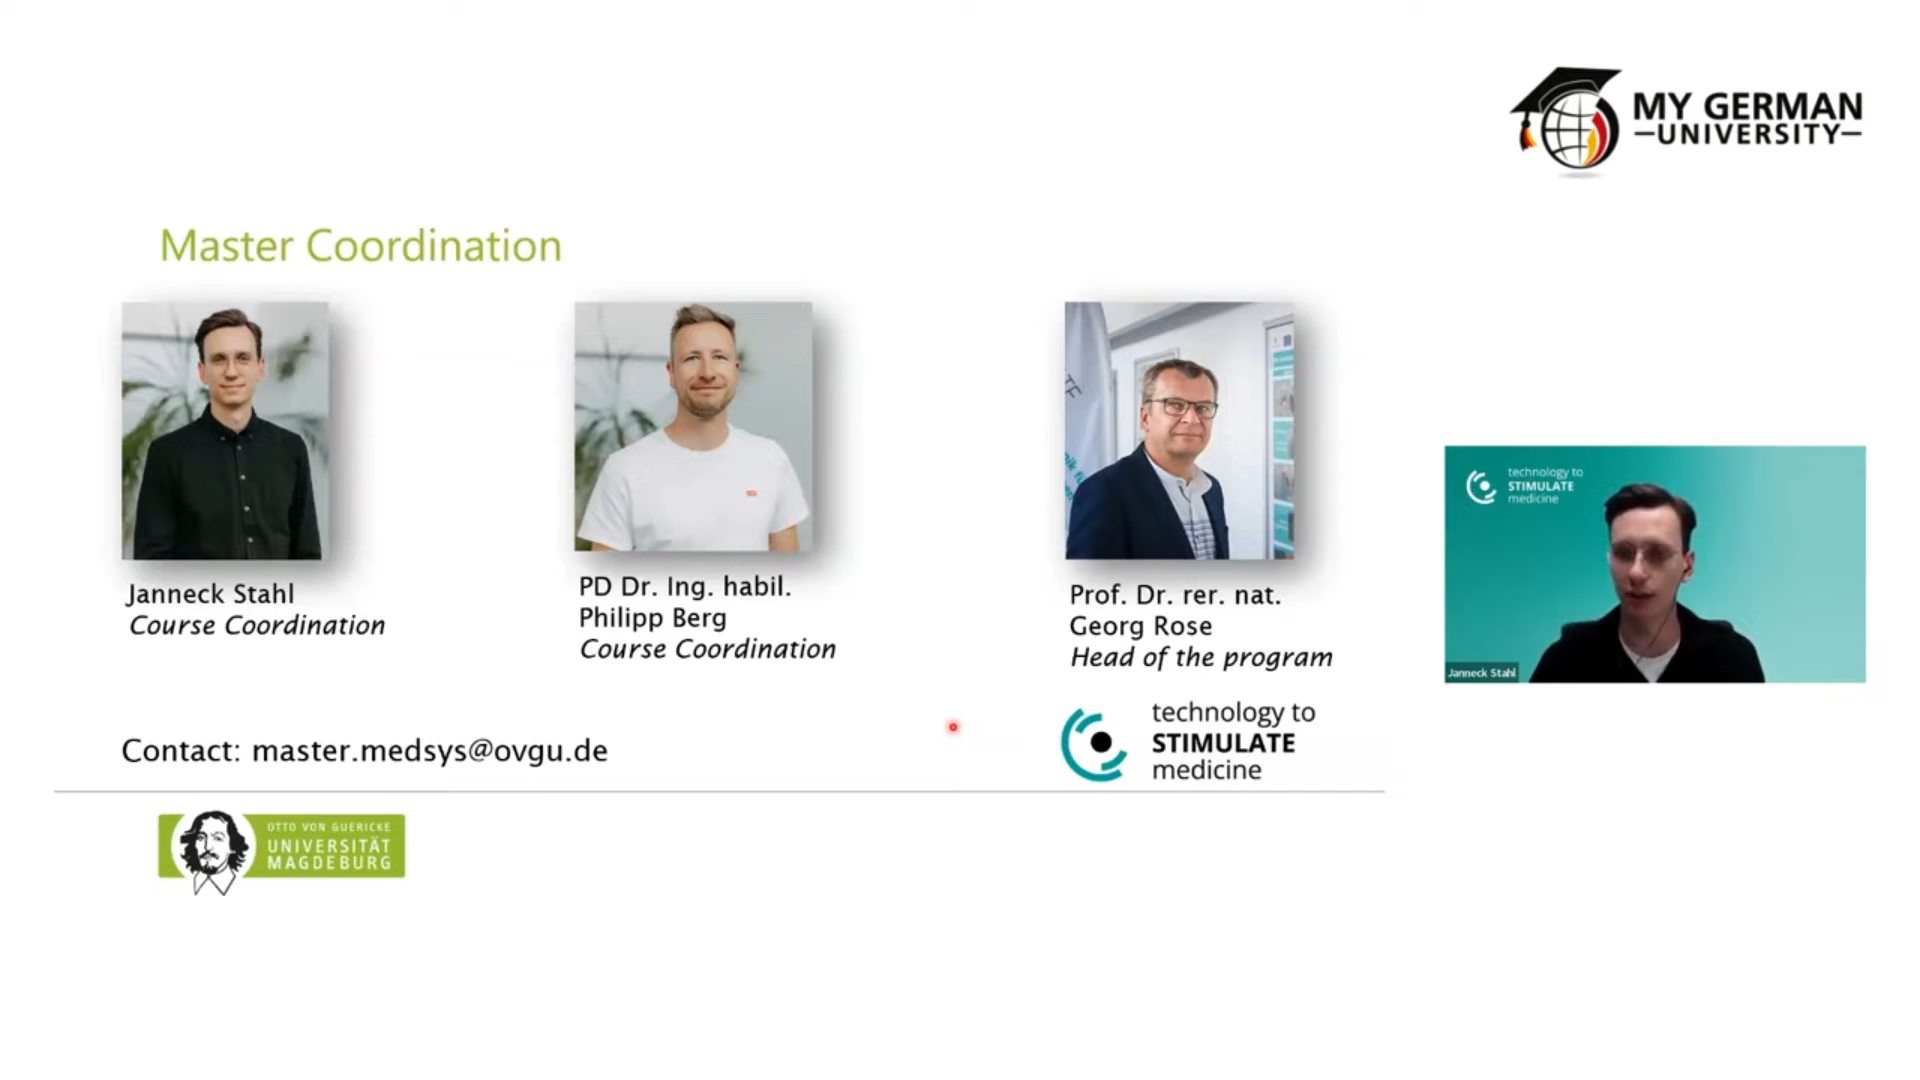 MY GERMAN
UNIVERSITY
Master Coordination
Janneck Stahl
Course Coordination
PD Dr. Ing. habil.
Philipp Berg
Course Coordination
Prof. Dr. rer. nat.
Georg Rose
Head of the program
technology to
STIMULATE
medicine
Janneck Stahl
Contact: master.medsys@ovgu.de
technology to
STIMULATE
medicine
OTTO VON GUERICKE
UNIVERSITÄT
MAGDEBURG